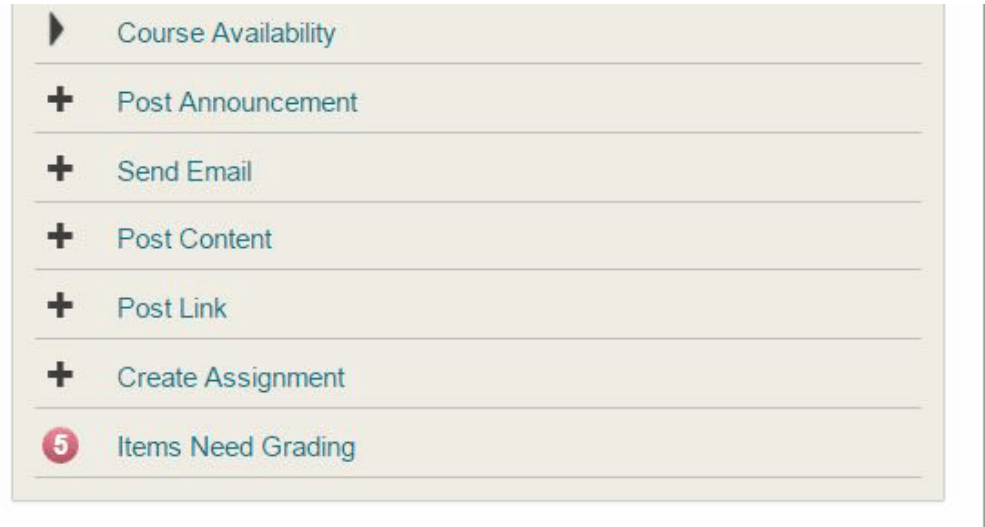 Course Availability
Post Announcement
Send Email
Post Content
Post Link
Create Assignment
5 Items Need Grading